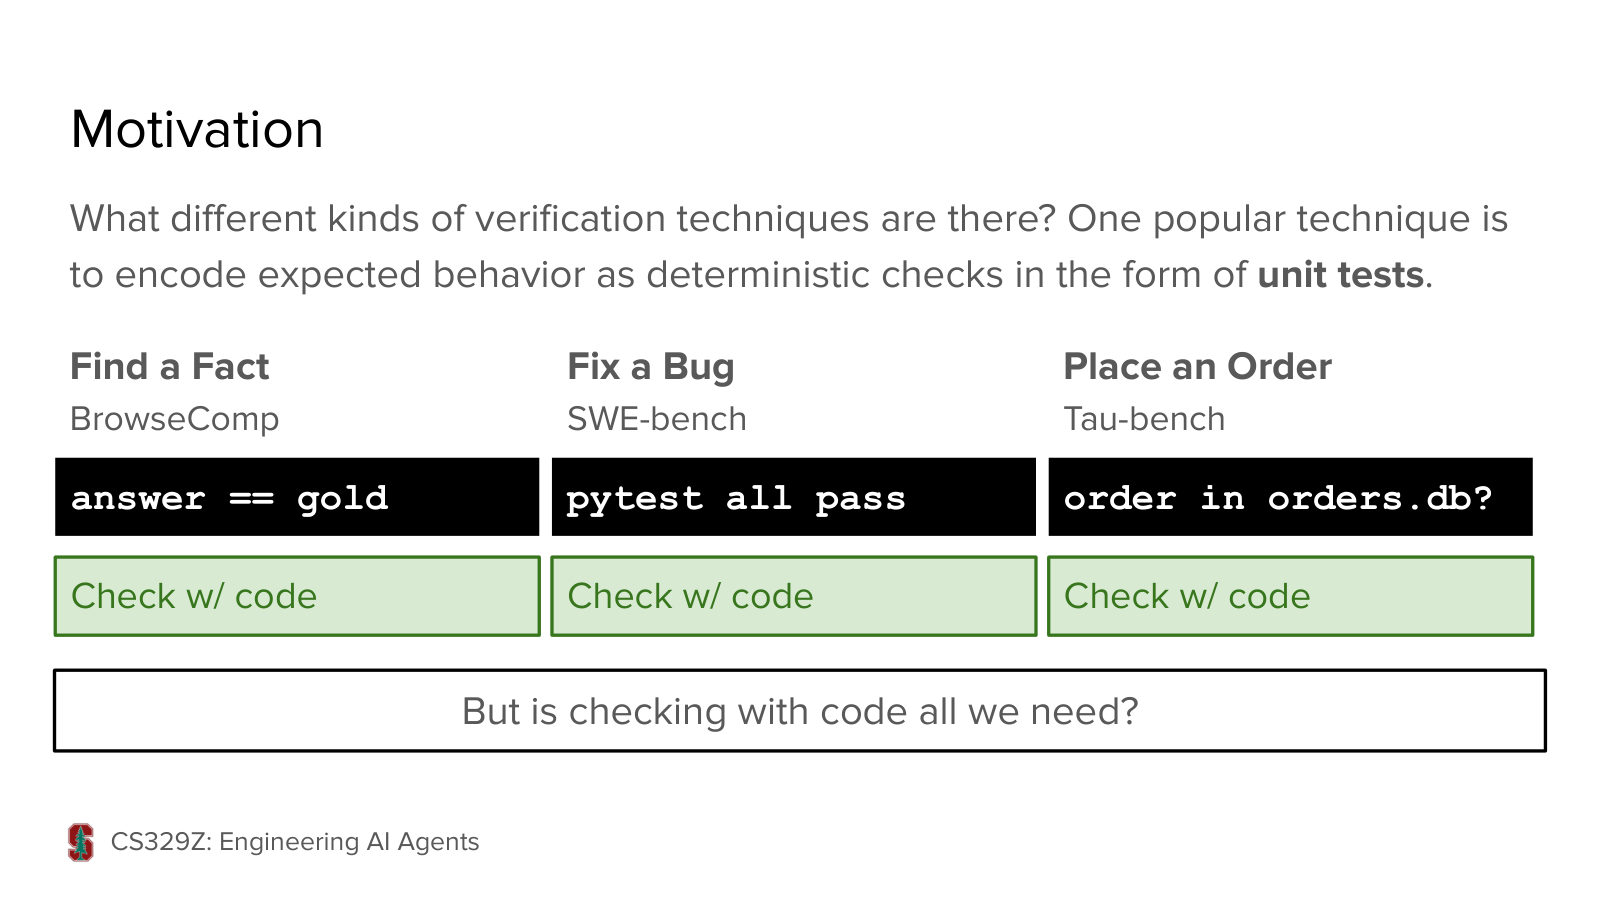 Motivation
What different kinds of verification techniques are there? One popular technique is
to encode expected behavior as deterministic checks in the form of unit tests.
Find a Fact
BrowseComp
answer == gold
Check w/ code
Fix a Bug
SWE-bench
pytest all pass
Check w/ code
Place an Order
Tau-bench
order in orders.db?
Check w/ code
But is checking with code all we need?
CS329Z: Engineering AI Agents